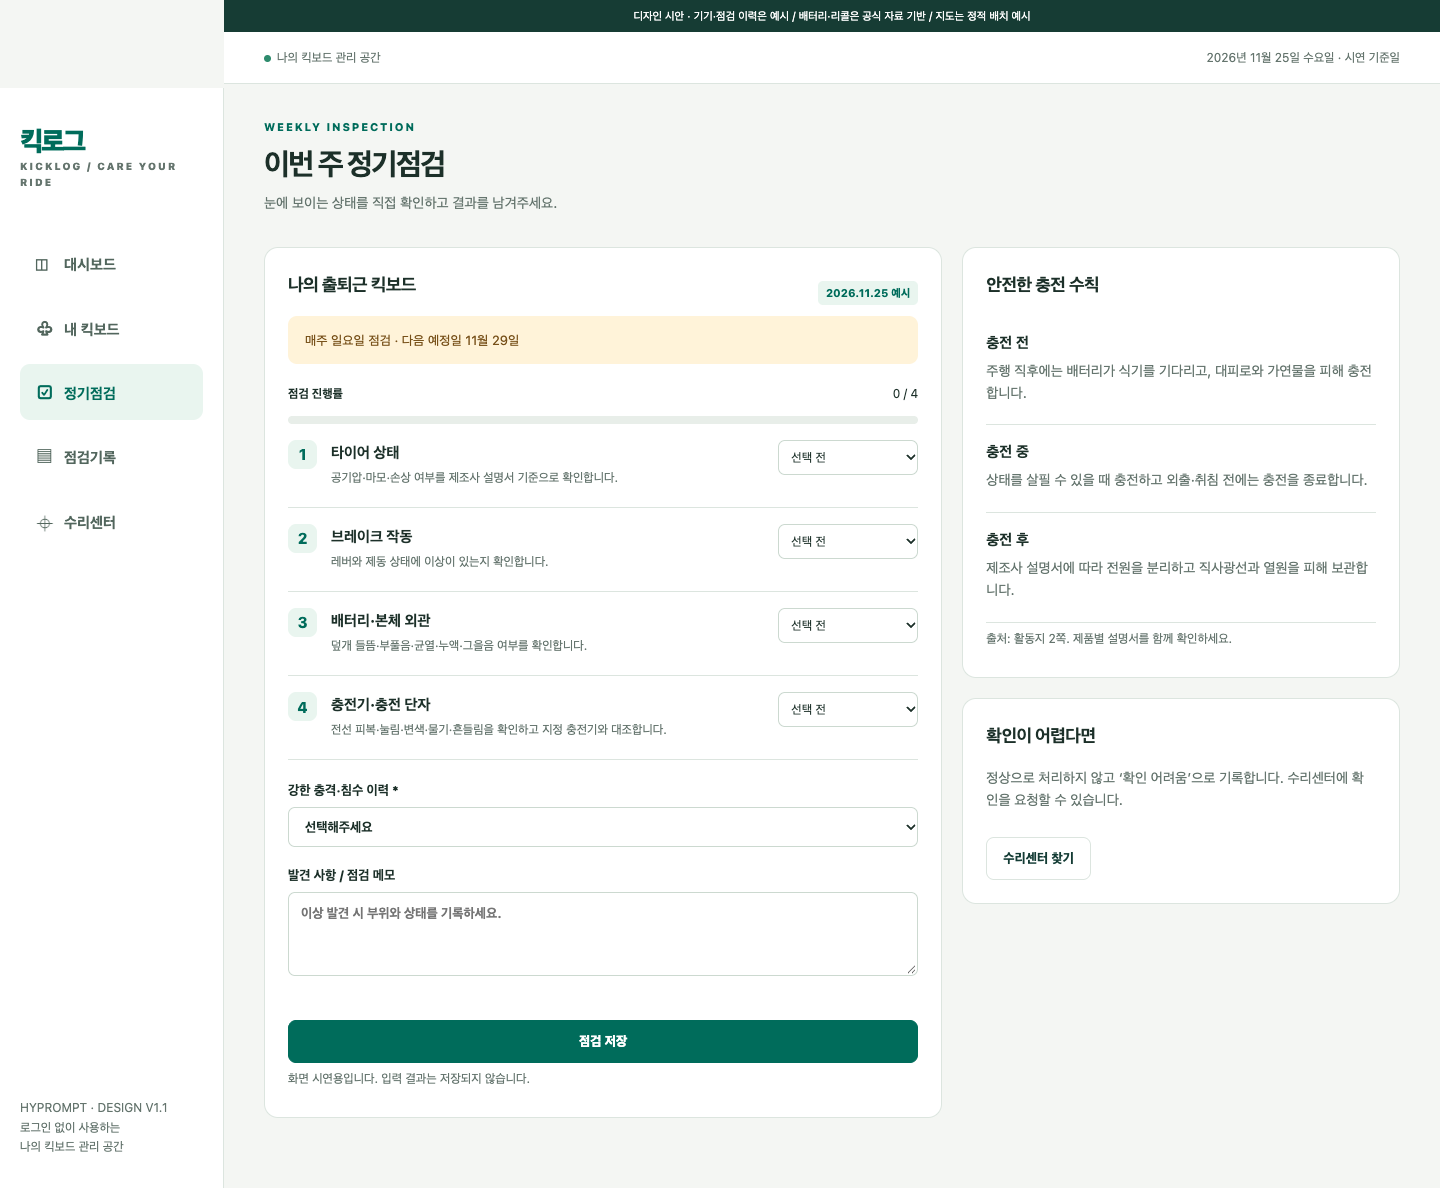 디자인 시안 · 기기·점검 이력은 예시 / 배터리·리콜은 공식 자료 기반 / 지도는 정적 배치 예시
나의 킥보드 관리 공간
2026년 11월 25일 수요일 · 시연 기준일
킥로그
KICKLOG / CARE YOUR
RIDE
대시보드
내 킥보드
정기점검
점검기록
수리센터
HYPROMPT · DESIGN V1.1
로그인 없이 사용하는
나의 킥보드 관리 공간
WEEKLY INSPECTION
이번 주 정기점검
눈에 보이는 상태를 직접 확인하고 결과를 남겨주세요.
나의 출퇴근 킥보드
2026.11.25 예시
매주 일요일 점검 · 다음 예정일 11월 29일
점검 진행률
0 / 4
1
타이어 상태
공기압·마모·손상 여부를 제조사 설명서 기준으로 확인합니다.
선택 전
2
브레이크 작동
레버와 제동 상태에 이상이 있는지 확인합니다.
선택 전
3
배터리·본체 외관
덮개 들뜸·부풀음·균열·누액·그을음 여부를 확인합니다.
선택 전
4
충전기·충전 단자
전선 피복·눌림·변색·물기·흔들림을 확인하고 지정 충전기와 대조합니다.
선택 전
강한 충격·침수 이력 *
선택해주세요
발견 사항 / 점검 메모
이상 발견 시 부위와 상태를 기록하세요.
점검 저장
화면 시연용입니다. 입력 결과는 저장되지 않습니다.
안전한 충전 수칙
충전 전
주행 직후에는 배터리가 식기를 기다리고, 대피로와 가연물을 피해 충전
합니다.
충전 중
상태를 살필 수 있을 때 충전하고 외출·취침 전에는 충전을 종료합니다.
충전 후
제조사 설명서에 따라 전원을 분리하고 직사광선과 열원을 피해 보관합
니다.
출처: 활동지 2쪽. 제품별 설명서를 함께 확인하세요.
확인이 어렵다면
정상으로 처리하지 않고 ‘확인 어려움’으로 기록합니다. 수리센터에 확
인을 요청할 수 있습니다.
수리센터 찾기